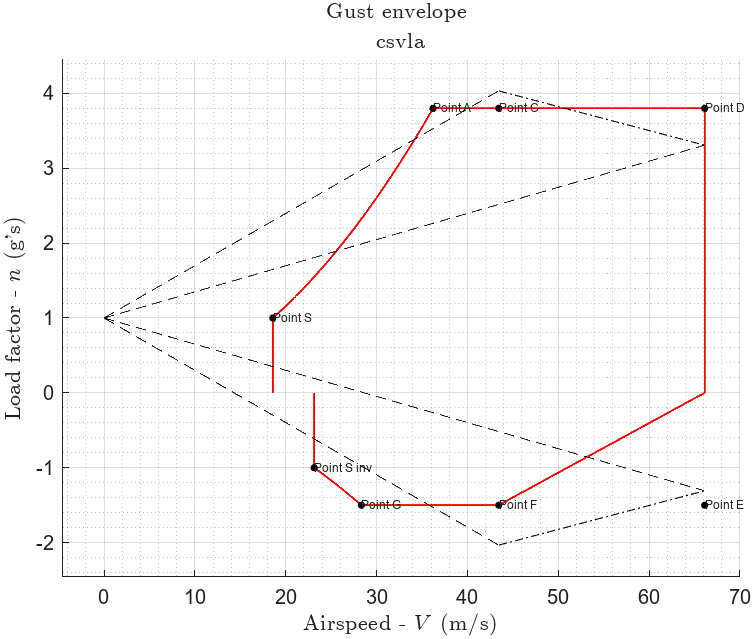 Gust envelope
csvla
Load factor - n (g's)
4
3
2
1
0
-1
-2
Point A
Point C
Point D
Point S
Point S inv
Point G
Point F
Point E
0 10 20 30 40 50 60 70
Airspeed - V (m/s)